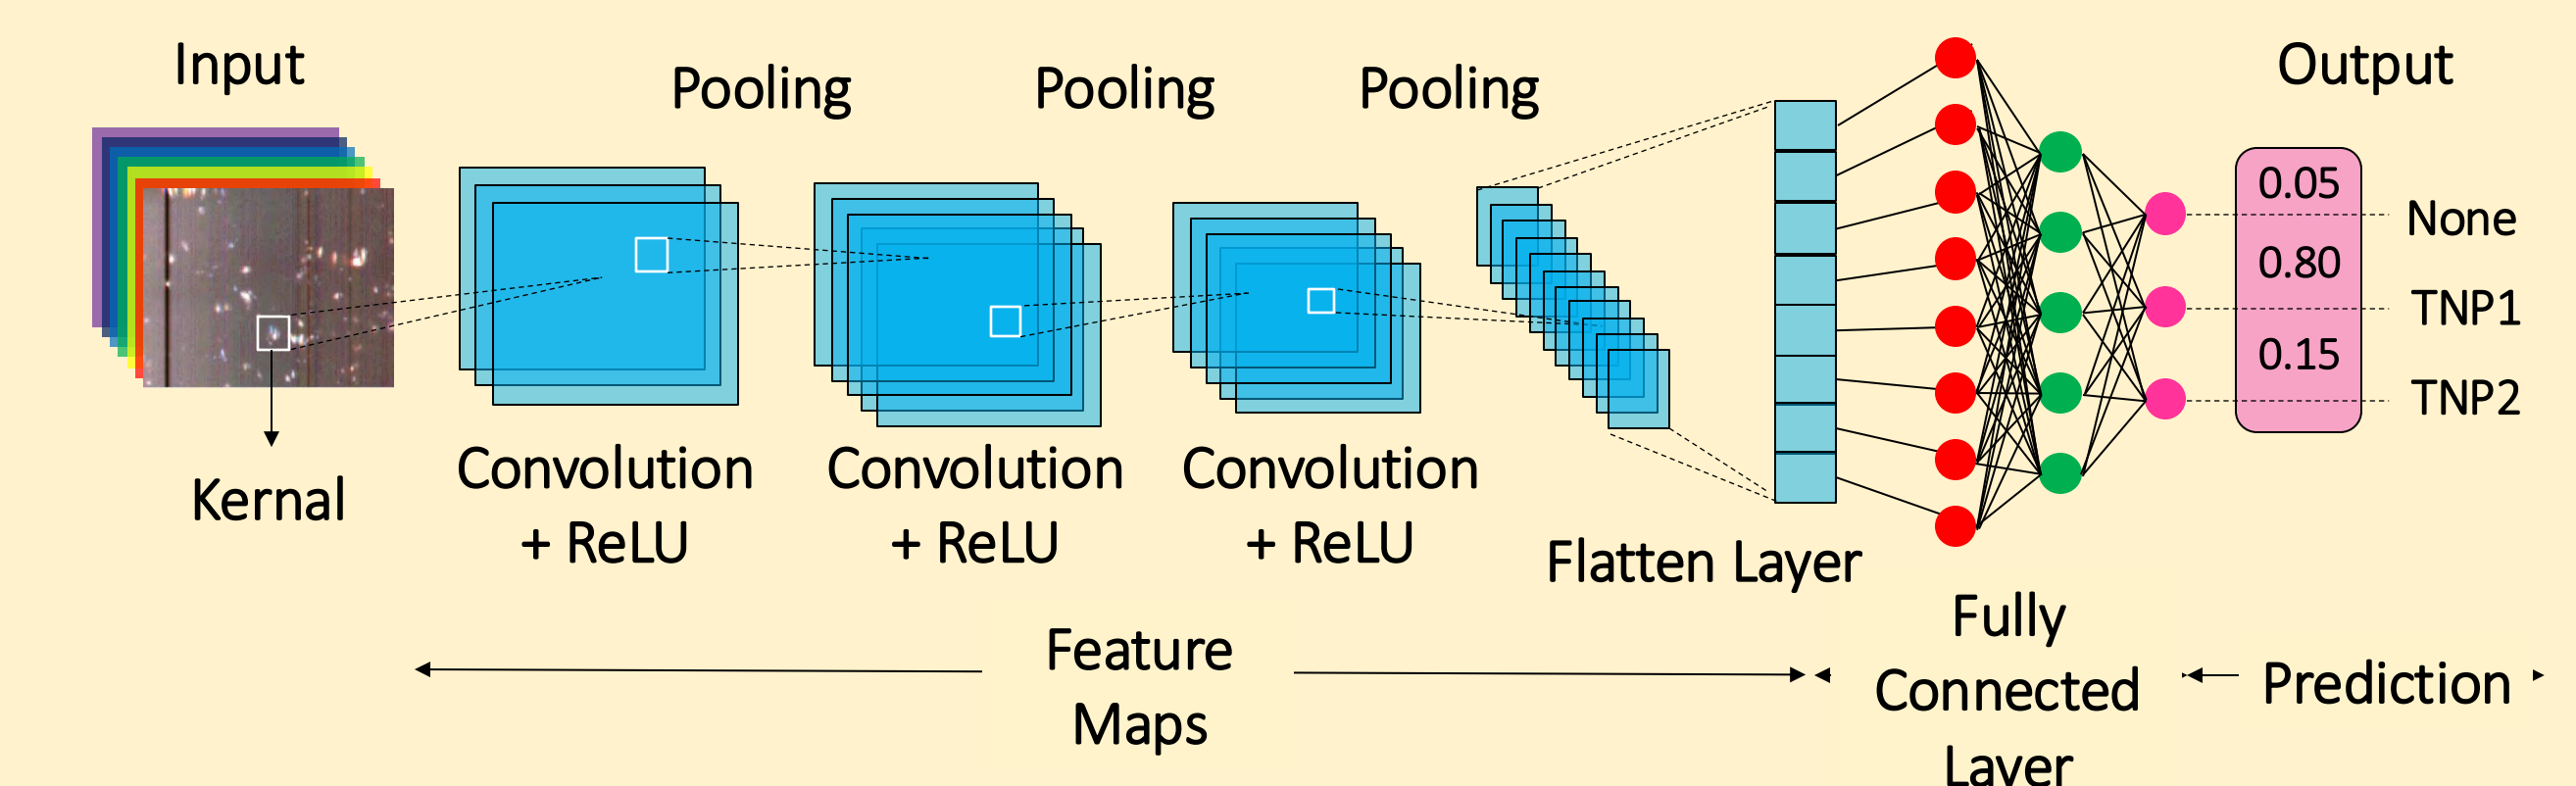 Input
Pooling
Pooling
Pooling
Output
Kernal
Convolution
+ ReLU
Convolution
+ ReLU
Convolution
+ ReLU
Flatten Layer
0.05
None
0.80
TNP1
0.15
TNP2
Feature
Maps
Fully
Connected
Layer
Prediction